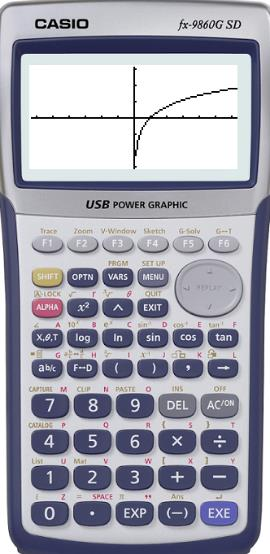 CASIO fx-9860G SD
USB POWER GRAPHIC
Trace Zoom V-Window Sketch G-Solv G↔T
F1 F2 F3 F4 F5 F6
PRGM SET UP
SHIFT OPTN VARS MENU REPLAY
A-LOCK QUIT
ALPHA x² ^ EXIT
A 10ˣ B eˣ C sin⁻¹ D cos⁻¹ E tan⁻¹ F
X,θ,T log ln sin cos tan
a b/c F↔D ( ) , →
CAPTURE M CLIP N PASTE O INS OFF
7 8 9 DEL AC/ON
CATALOG P Q R { S } T
4 5 6 × ÷
List U Mat V W [ X ] Y
1 2 3 + −
Z = SPACE π " Ans
0 • EXP (−) EXE